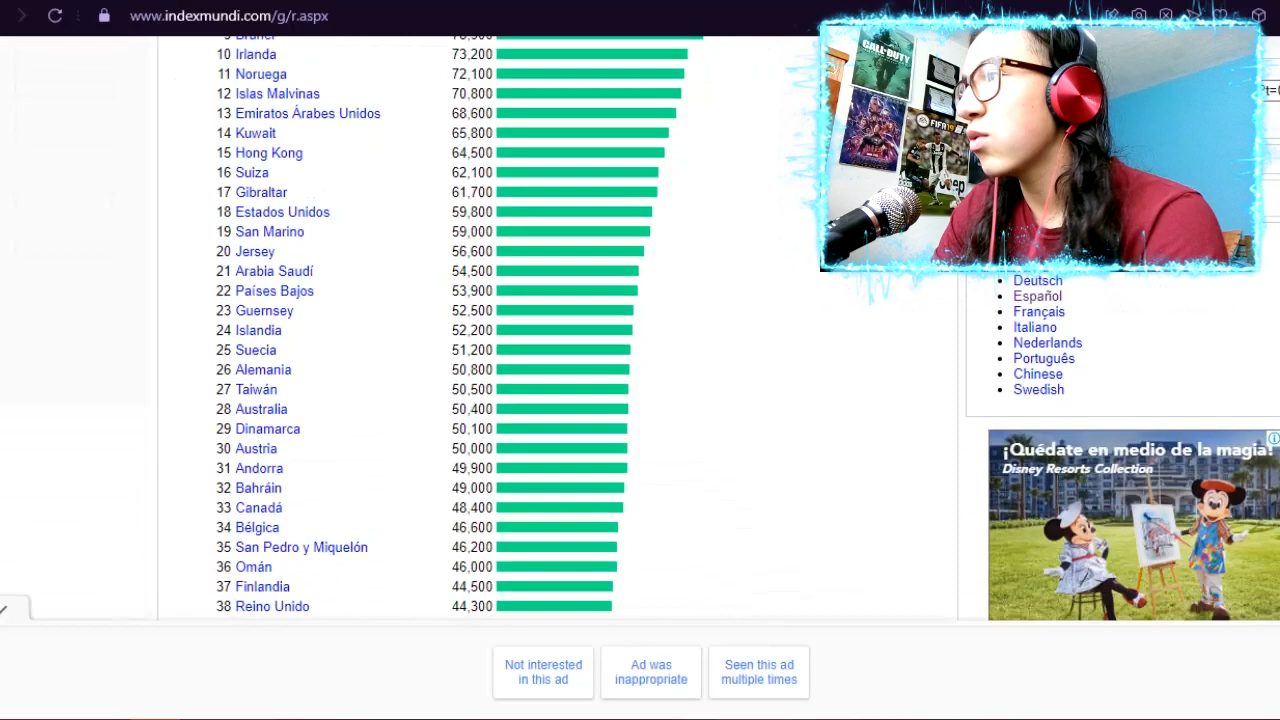 www.indexmundi.com/g/r.aspx
10 Irlanda 73,200
11 Noruega 72,100
12 Islas Malvinas 70,800
13 Emiratos Árabes Unidos 68,600
14 Kuwait 65,800
15 Hong Kong 64,500
16 Suiza 62,100
17 Gibraltar 61,700
18 Estados Unidos 59,800
19 San Marino 59,000
20 Jersey 56,600
21 Arabia Saudí 54,500
22 Países Bajos 53,900
23 Guernsey 52,500
24 Islandia 52,200
25 Suecia 51,200
26 Alemania 50,800
27 Taiwán 50,500
28 Australia 50,400
29 Dinamarca 50,100
30 Austria 50,000
31 Andorra 49,900
32 Bahráin 49,000
33 Canadá 48,400
34 Bélgica 46,600
35 San Pedro y Miquelón 46,200
36 Omán 46,000
37 Finlandia 44,500
38 Reino Unido 44,300
CALL OF DUTY
FIFA 19
Jeep
Deutsch
Español
Français
Italiano
Nederlands
Português
Chinese
Swedish
¡Quédate en medio de la magia!
Disney Resorts Collection
Not interested
in this ad
Ad was
inappropriate
Seen this ad
multiple times